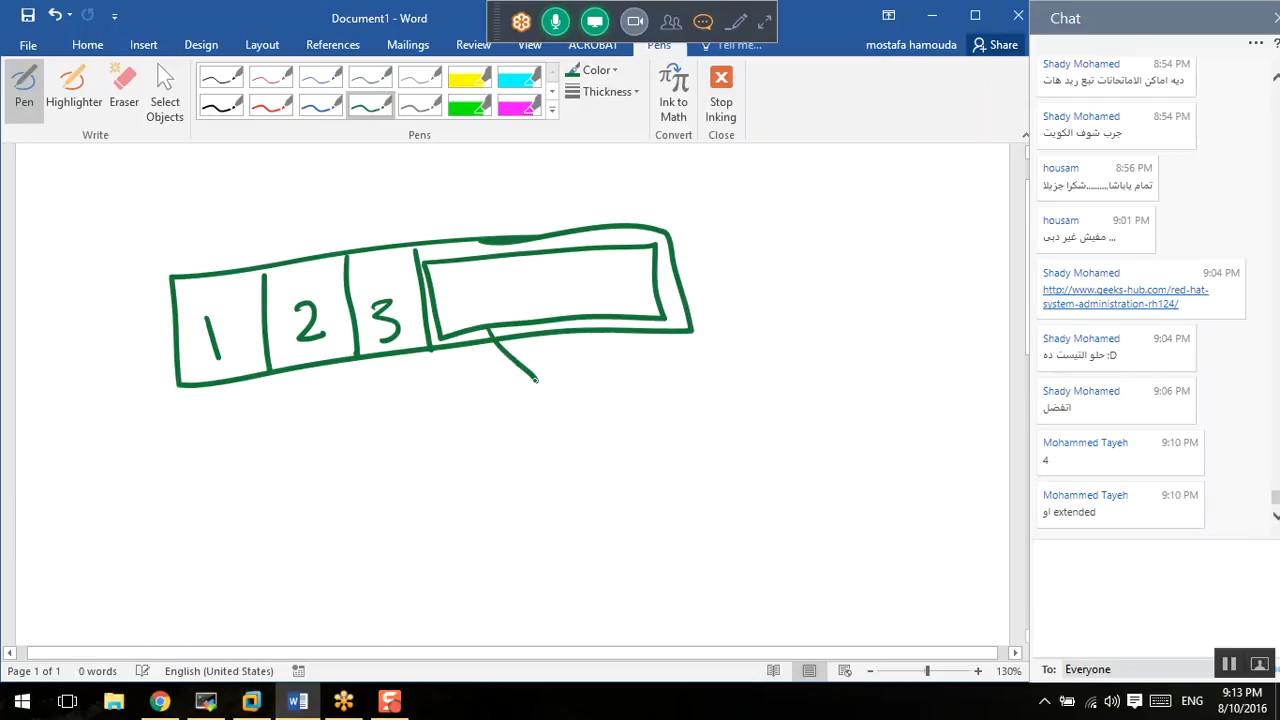 Document1 - Word
File
Home
Insert
Design
Layout
References
Mailings
Review
View
ACROBAT
Pens
Tell me...
mostafa hamouda
Share
Pen
Highlighter
Eraser
Select Objects
Write
Pens
Color
Thickness
Ink to Math
Convert
Stop Inking
Close
1 2 3
Page 1 of 1
0 words
English (United States)
130%
Chat
Shady Mohamed 8:54 PM
ديه اماكن الامتحانات تبع ريد هات
Shady Mohamed 8:54 PM
جرب شوف الكويت
housam 8:56 PM
تمام ياباشا..........شكرا جزيلا
housam 9:01 PM
مفيش غير دبى ...
Shady Mohamed 9:04 PM
http://www.geeks-hub.com/red-hat-
system-administration-rh124/
Shady Mohamed 9:04 PM
حلو التيست ده :D
Shady Mohamed 9:06 PM
اتفضل
Mohammed Tayeh 9:10 PM
4
Mohammed Tayeh 9:10 PM
او extended
To: Everyone
ENG
9:13 PM
8/10/2016